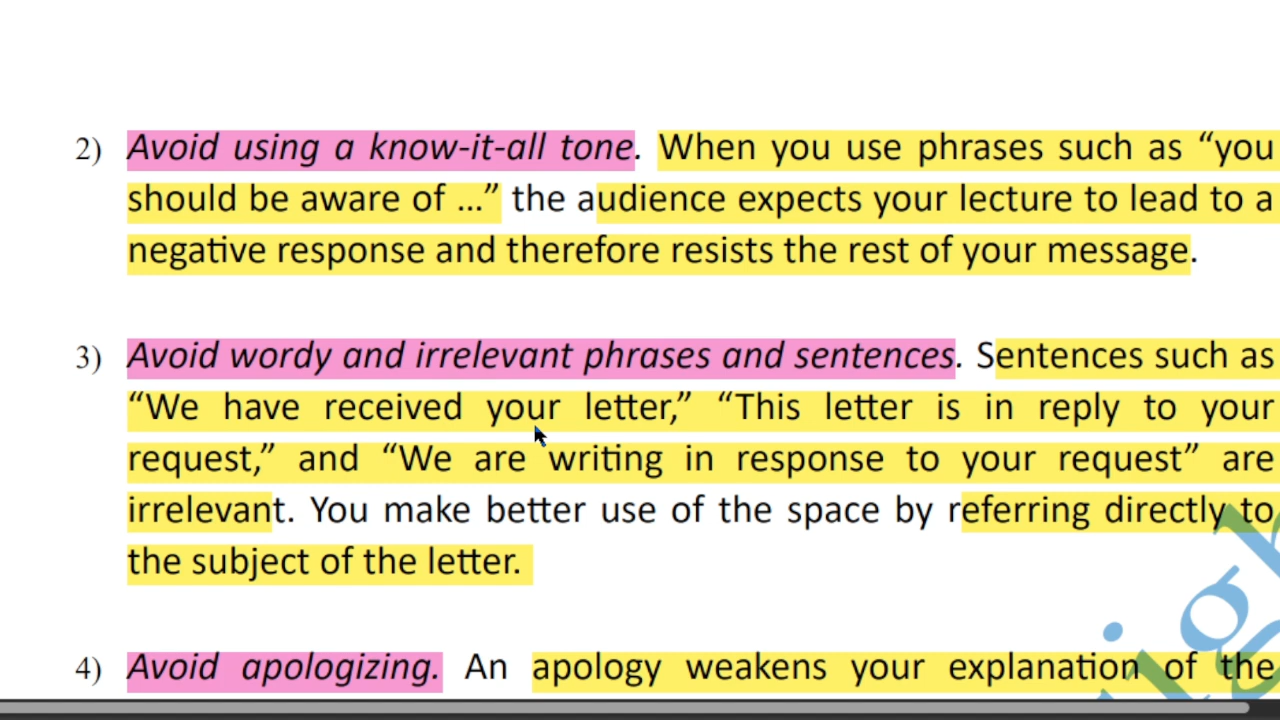 2) Avoid using a know-it-all tone. When you use phrases such as “you
should be aware of ...” the audience expects your lecture to lead to a
negative response and therefore resists the rest of your message.
3) Avoid wordy and irrelevant phrases and sentences. Sentences such as
“We have received your letter,” “This letter is in reply to your
request,” and “We are writing in response to your request” are
irrelevant. You make better use of the space by referring directly to
the subject of the letter.
4) Avoid apologizing. An apology weakens your explanation of the